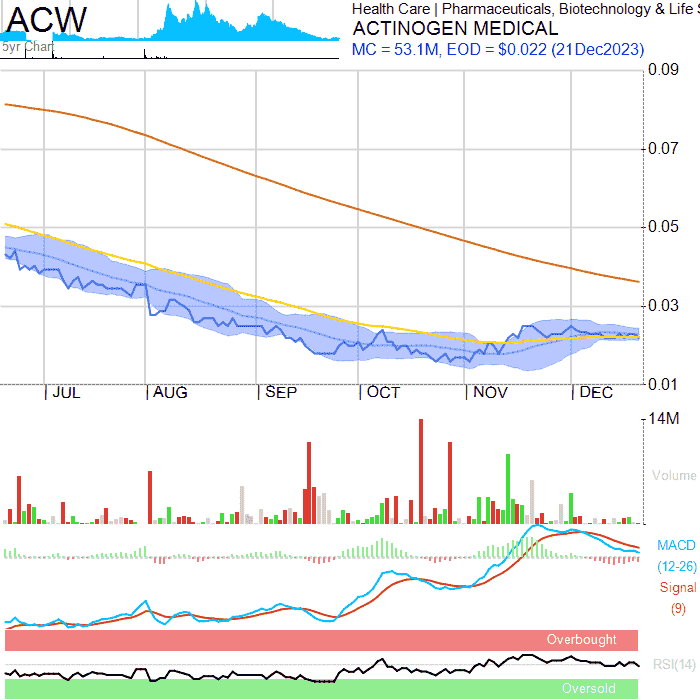 ACW
5yr Chart
Health Care | Pharmaceuticals, Biotechnology & Life S
ACTINOGEN MEDICAL
MC = 53.1M, EOD = $0.022 (21Dec2023)
0.09
0.07
0.05
0.03
0.01
JUL AUG SEP OCT NOV DEC
14M
Volume
MACD
(12-26)
Signal
(9)
Overbought
RSI(14)
Oversold